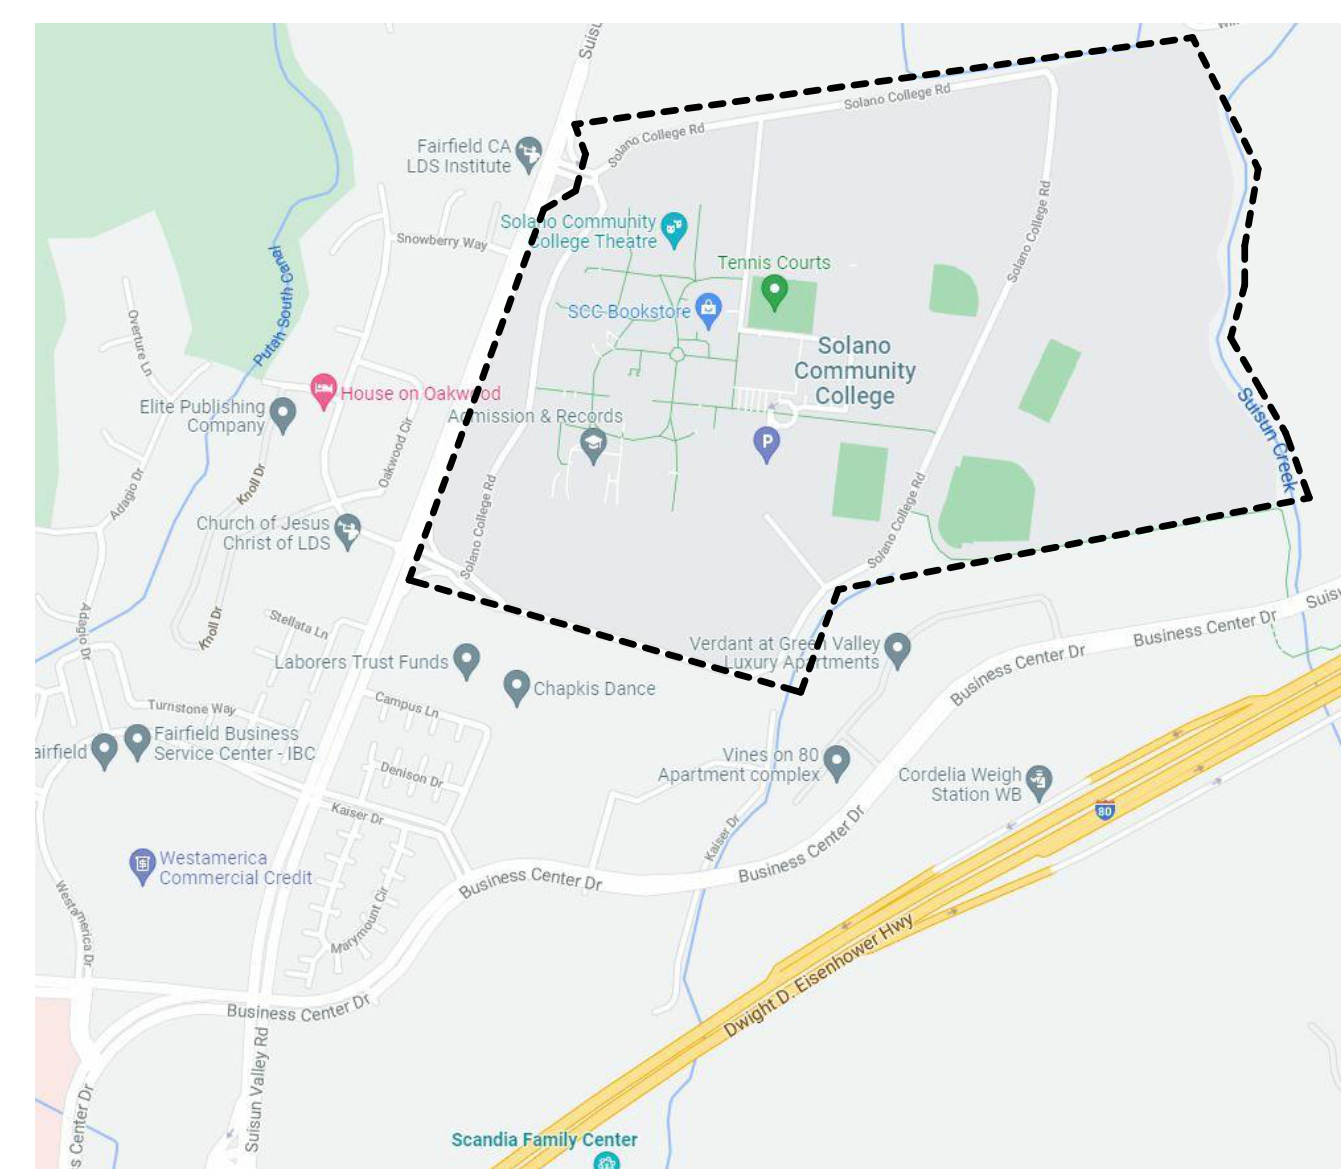 Suisu
Solano College Rd
Fairfield CA
LDS Institute
Solano College Rd
Solano Community
College Theatre
Snowberry Way
Tennis Courts
Solano College Rd
Putah South Canal
SCC Bookstore
Overture Ln
Solano
Community
College
House on Oakwood
Elite Publishing
Company
Admission & Records
Suisun Creek
P
Oakwood Cir
Knoll Dr
Adagio Dr
Church of Jesus
Christ of LDS
Solano College Rd
Solano College Rd
Knoll Dr
Adagio Dr
Stellata Ln
Suisu
Business Center Dr
Verdant at Green Valley
Luxury Apartments
Laborers Trust Funds
Business Center Dr
Chapkis Dance
Turnstone Way
Campus Ln
airfield
Fairfield Business
Service Center - IBC
Denison Dr
Vines on 80
Apartment complex
Cordelia Weigh
Station WB
80
Kaiser Dr
Kaiser Dr
Business Center Dr
Westamerica
Commercial Credit
Business Center Dr
Westamerica Dr
Marymount Cir
Dwight D. Eisenhower Hwy
Business Center Dr
Suisun Valley Rd
s Center Dr
Scandia Family Center